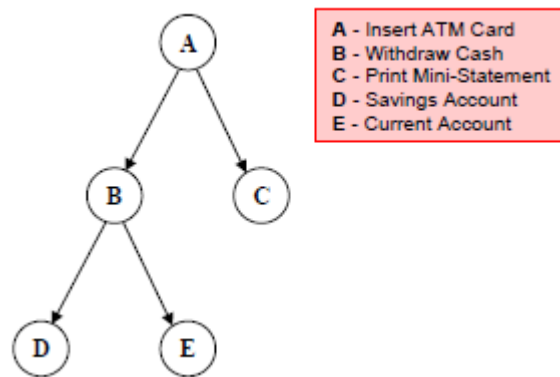 A
A - Insert ATM Card
B - Withdraw Cash
C - Print Mini-Statement
D - Savings Account
E - Current Account
B
C
D
E